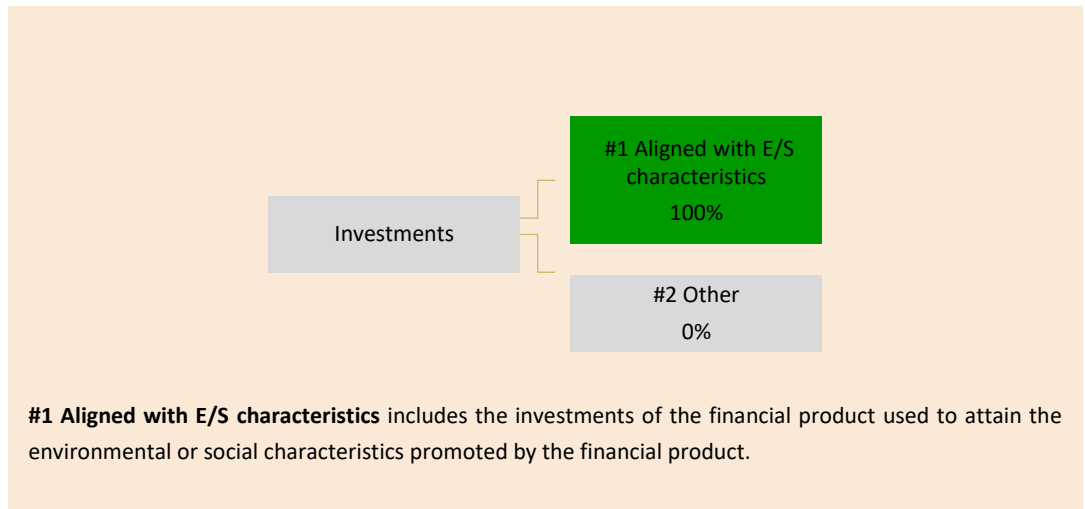 #1 Aligned with E/S
characteristics
100%
Investments
#2 Other
0%
#1 Aligned with E/S characteristics includes the investments of the financial product used to attain the
environmental or social characteristics promoted by the financial product.